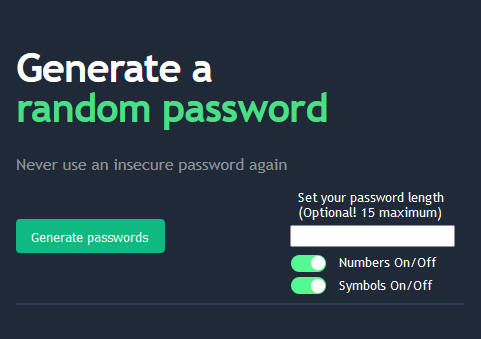 Generate a
random password
Never use an insecure password again
Set your password length
(Optional! 15 maximum)
Generate passwords
Numbers On/Off
Symbols On/Off